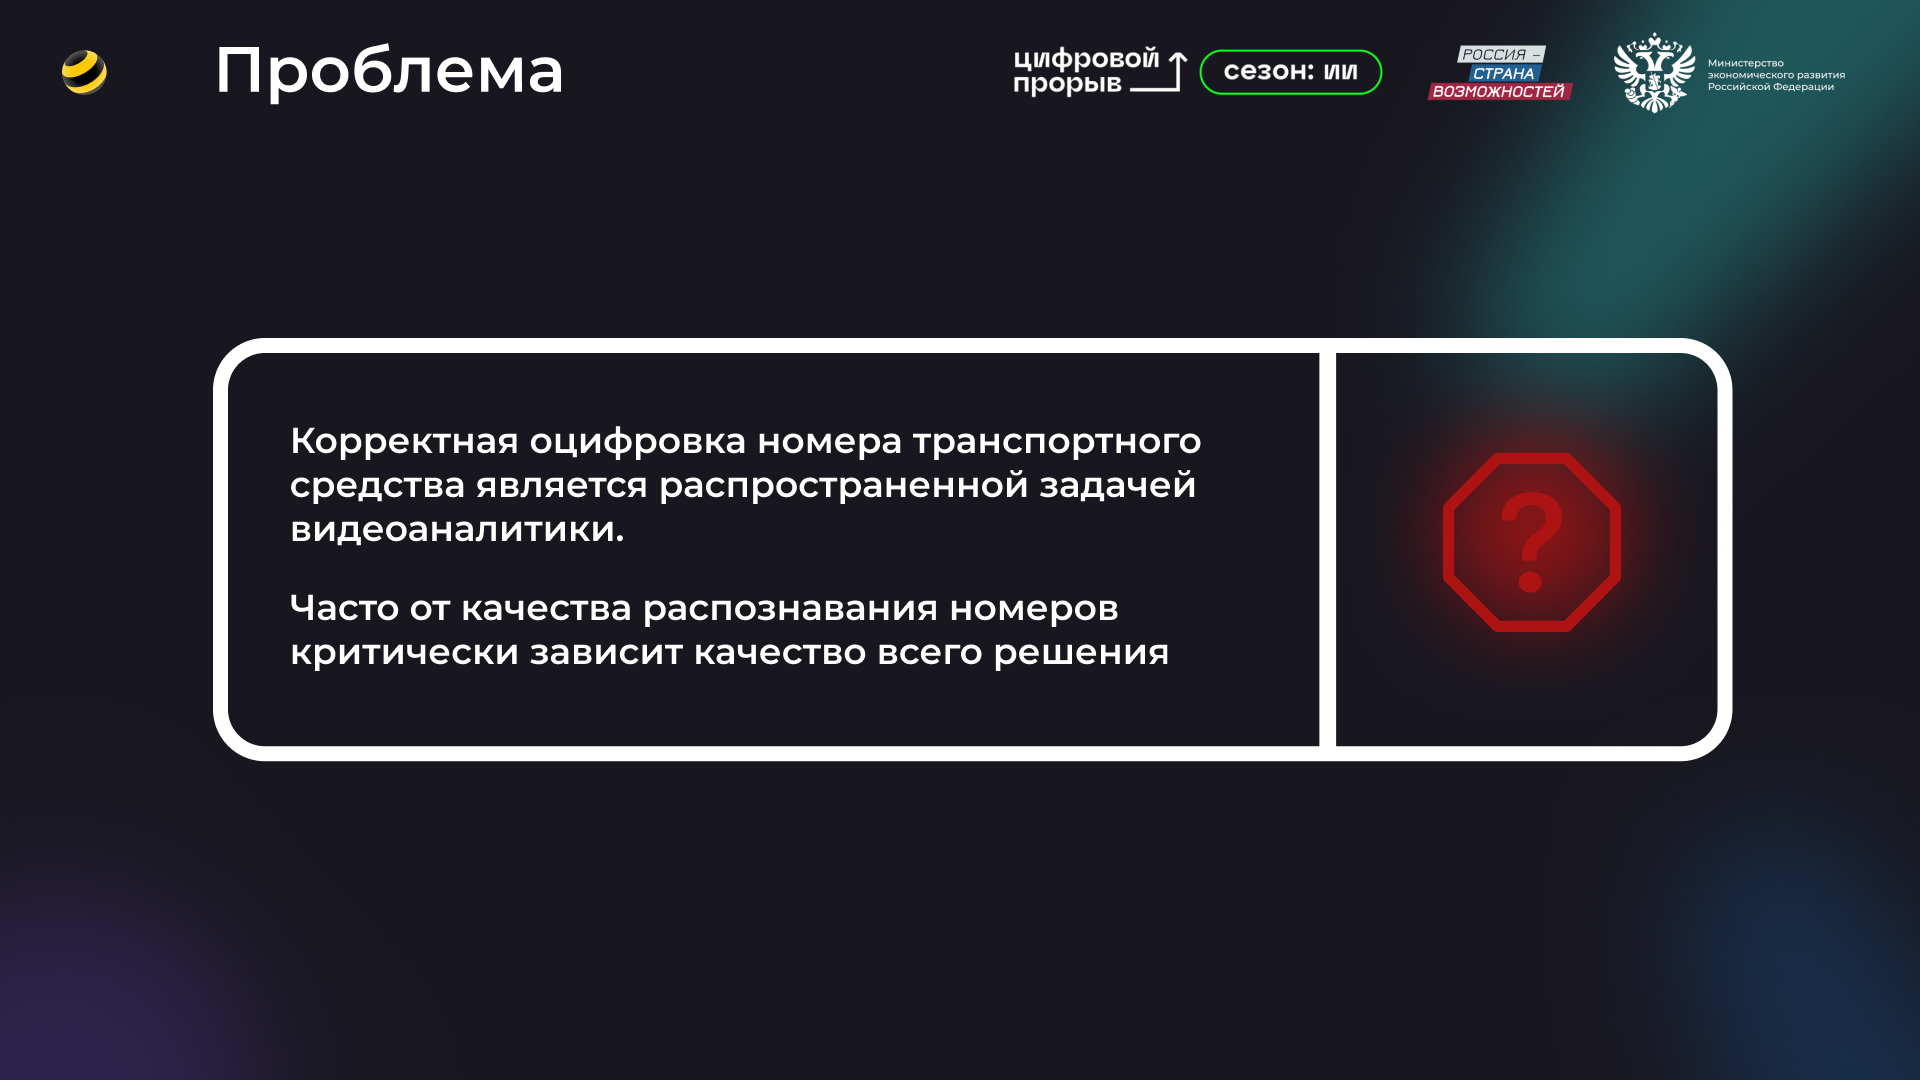 Проблема
цифровой
прорыв
сезон: ИИ
РОССИЯ –
СТРАНА
ВОЗМОЖНОСТЕЙ
Министерство
экономического развития
Российской Федерации
Корректная оцифровка номера транспортного
средства является распространенной задачей
видеоаналитики.
Часто от качества распознавания номеров
критически зависит качество всего решения
?